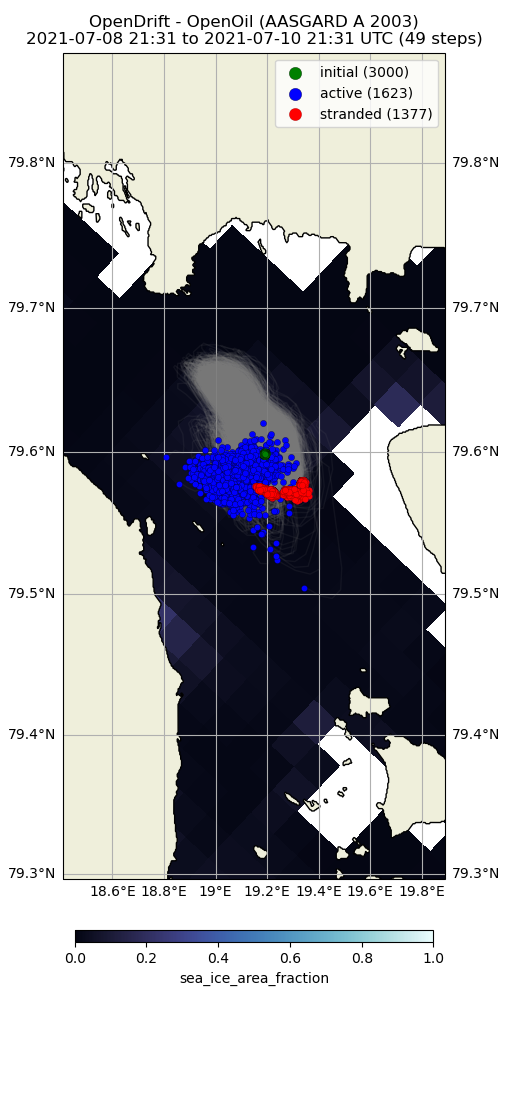 OpenDrift - OpenOil (AASGARD A 2003)
2021-07-08 21:31 to 2021-07-10 21:31 UTC (49 steps)
initial (3000)
active (1623)
stranded (1377)
79.8°N 79.8°N
79.7°N 79.7°N
79.6°N 79.6°N
79.5°N 79.5°N
79.4°N 79.4°N
79.3°N 79.3°N
18.6°E 18.8°E 19°E 19.2°E 19.4°E 19.6°E 19.8°E
0.0 0.2 0.4 0.6 0.8 1.0
sea_ice_area_fraction